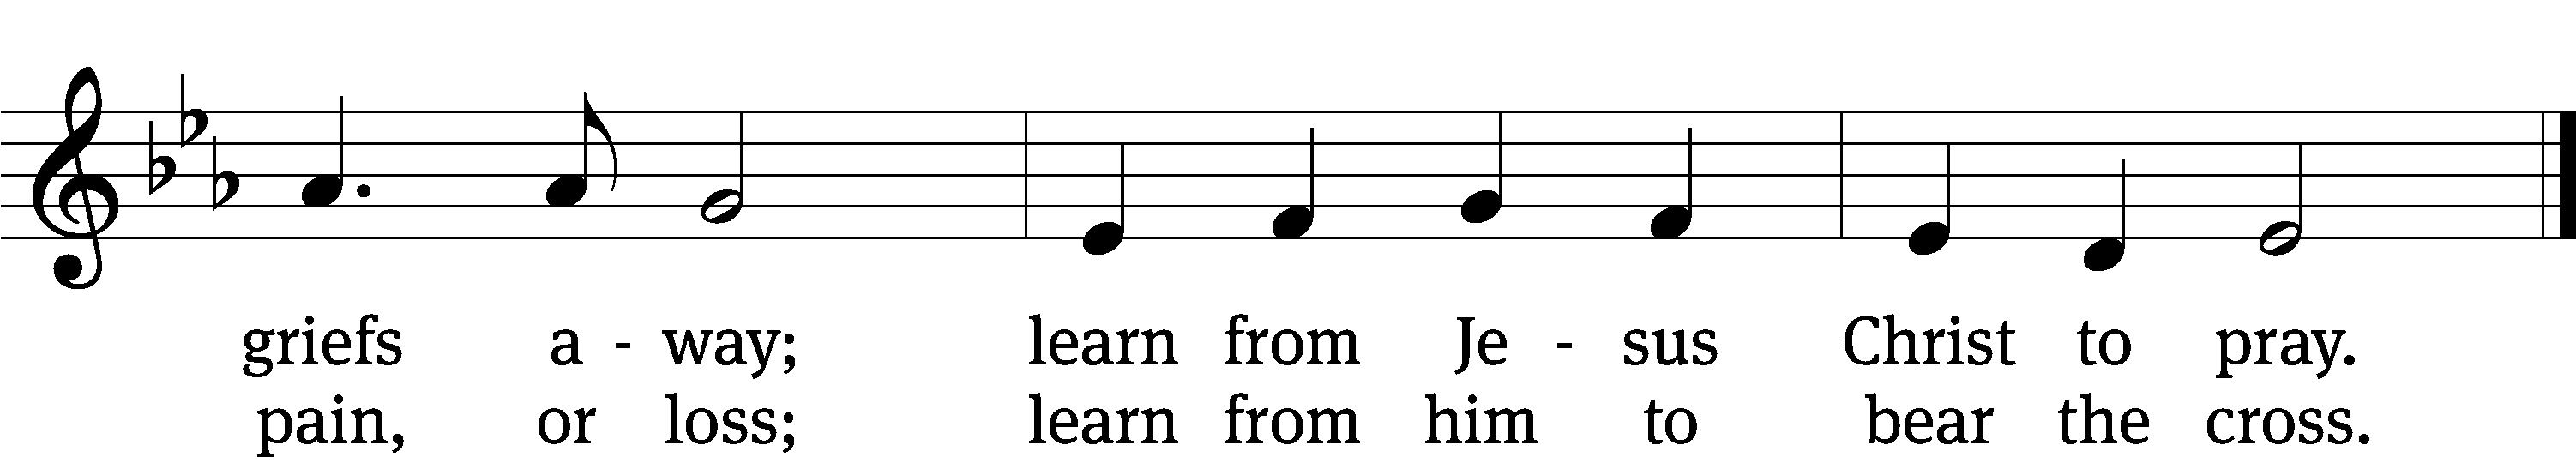 griefs a - way; learn from Je - sus Christ to pray.
pain, or loss; learn from him to bear the cross.